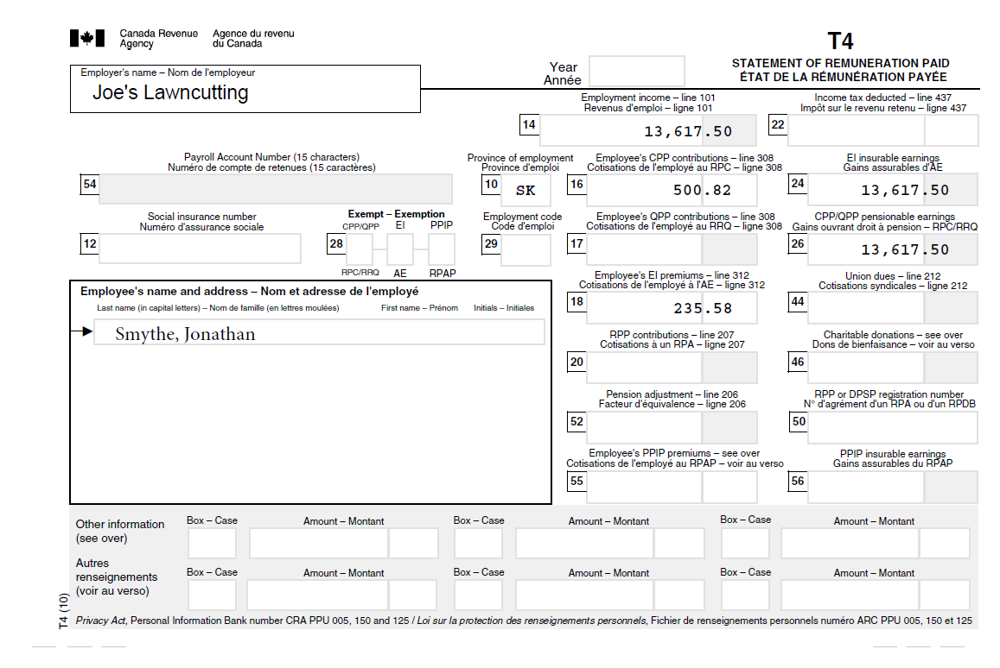 Canada Revenue Agency
Agence du revenu du Canada
T4
Employer's name – Nom de l'employeur
Joe's Lawncutting
Year
Année
STATEMENT OF REMUNERATION PAID
ÉTAT DE LA RÉMUNÉRATION PAYÉE
Employment income – line 101
Revenus d'emploi – ligne 101
14 13,617.50
Income tax deducted – line 437
Impôt sur le revenu retenu – ligne 437
22
Payroll Account Number (15 characters)
Numéro de compte de retenues (15 caractères)
54
Province of employment
Province d'emploi
10 SK
Employee's CPP contributions – line 308
Cotisations de l'employé au RPC – ligne 308
16 500.82
EI insurable earnings
Gains assurables d'AE
24 13,617.50
Social insurance number
Numéro d'assurance sociale
12
Exempt – Exemption
CPP/QPP EI PPIP
28
RPC/RRQ AE RPAP
Employment code
Code d'emploi
29
Employee's QPP contributions – line 308
Cotisations de l'employé au RRQ – ligne 308
17
CPP/QPP pensionable earnings
Gains ouvrant droit à pension – RPC/RRQ
26 13,617.50
Employee's name and address – Nom et adresse de l'employé
Last name (in capital letters) – Nom de famille (en lettres moulées) First name – Prénom Initials – Initiales
Smythe, Jonathan
Employee's EI premiums – line 312
Cotisations de l'employé à l'AE – ligne 312
18 235.58
Union dues – line 212
Cotisations syndicales – ligne 212
44
RPP contributions – line 207
Cotisations à un RPA – ligne 207
20
Charitable donations – see over
Dons de bienfaisance – voir au verso
46
Pension adjustment – line 206
Facteur d'équivalence – ligne 206
52
RPP or DPSP registration number
N° d'agrément d'un RPA ou d'un RPDB
50
Employee's PPIP premiums – see over
Cotisations de l'employé au RPAP – voir au verso
55
PPIP insurable earnings
Gains assurables du RPAP
56
Other information
(see over)
Autres
renseignements
(voir au verso)
Box – Case Amount – Montant Box – Case Amount – Montant Box – Case Amount – Montant
Box – Case Amount – Montant Box – Case Amount – Montant Box – Case Amount – Montant
T4 (10)
Privacy Act, Personal Information Bank number CRA PPU 005, 150 and 125 / Loi sur la protection des renseignements personnels, Fichier de renseignements personnels numéro ARC PPU 005, 150 et 125